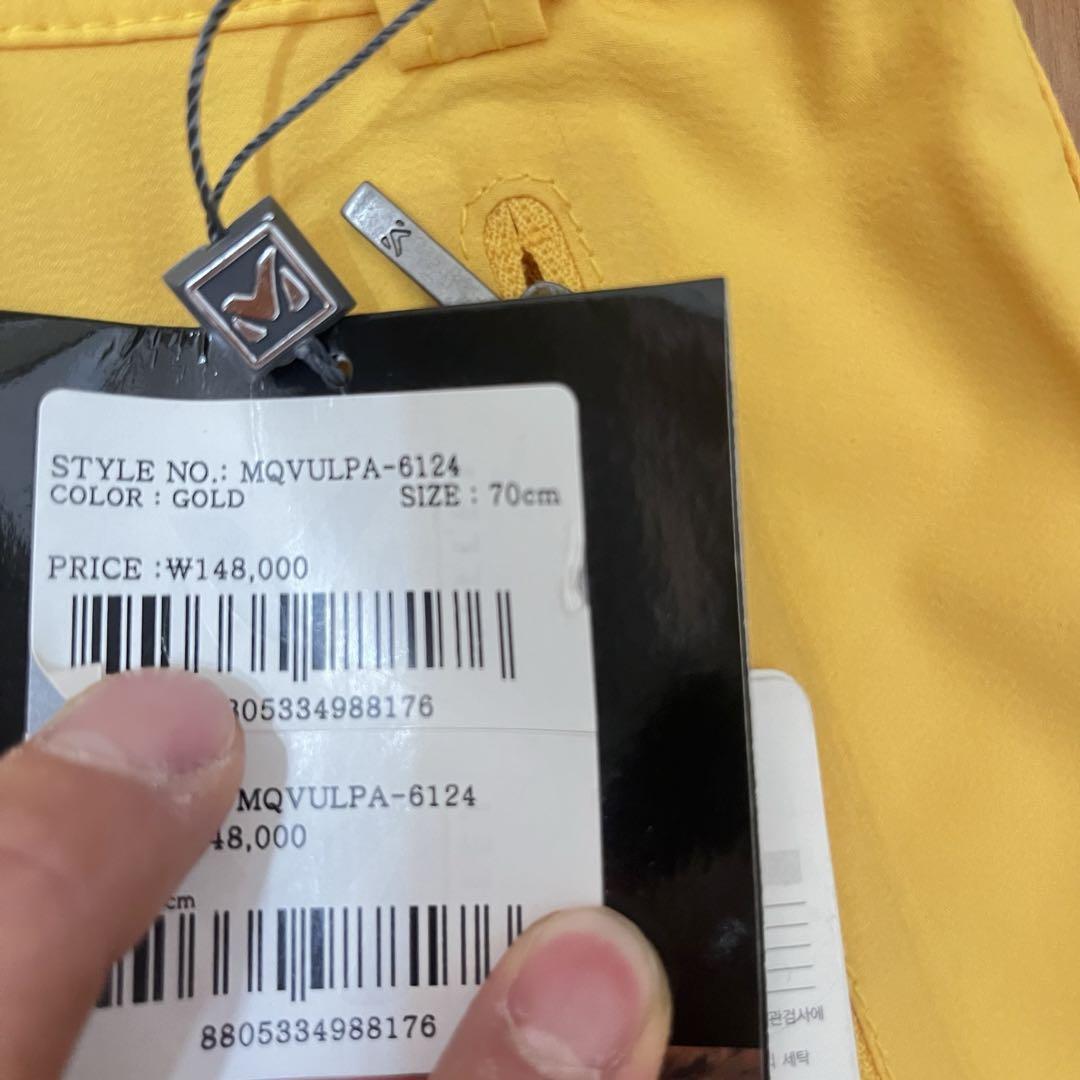 STYLE NO.: MQVULPA-6124
COLOR : GOLD SIZE : 70cm
PRICE :₩148,000
805334988176
MQVULPA-6124
48,000
cm
8805334988176
관검사에
세탁